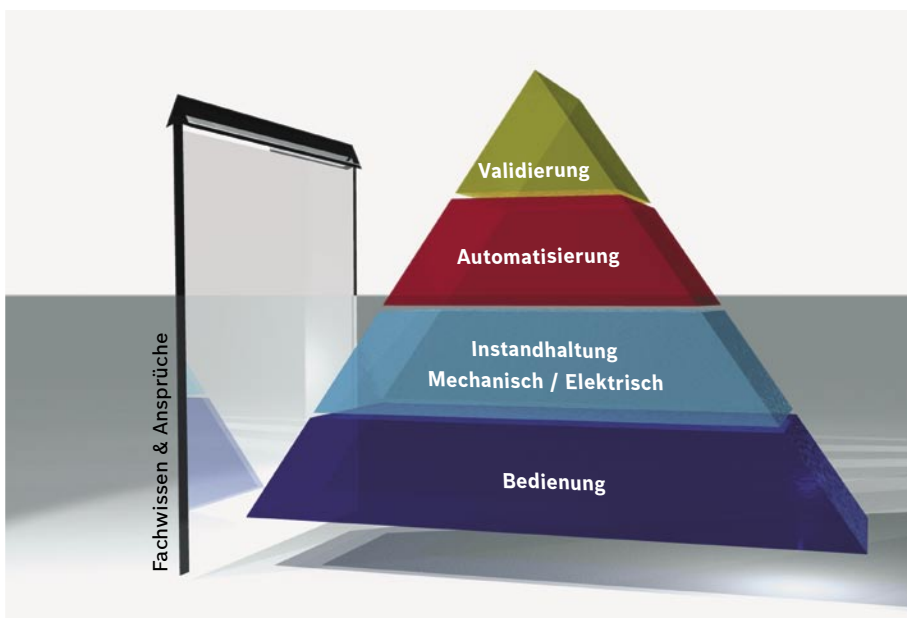 Validierung
Automatisierung
Instandhaltung
Mechanisch / Elektrisch
Bedienung
Fachwissen & Ansprüche